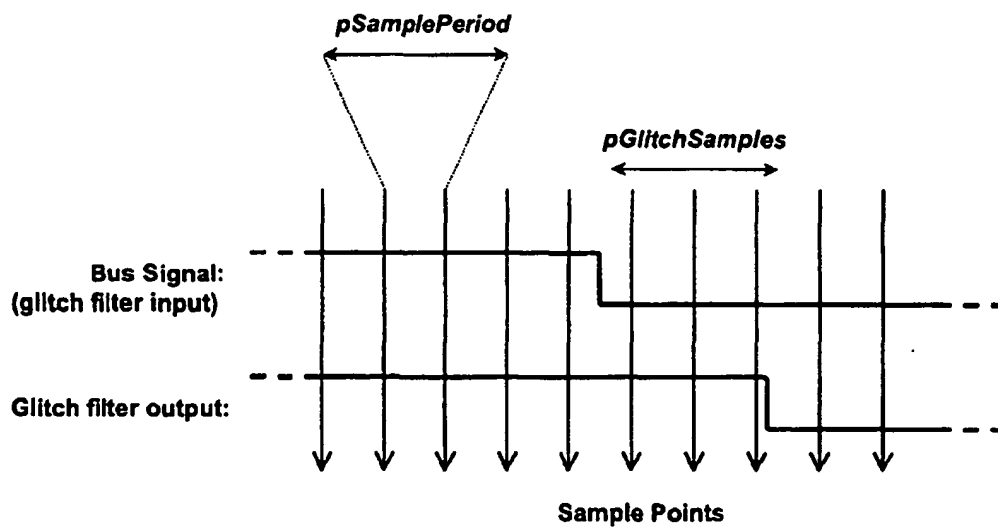 pSamplePeriod
pGlitchSamples
Bus Signal:
(glitch filter input)
Glitch filter output:
Sample Points